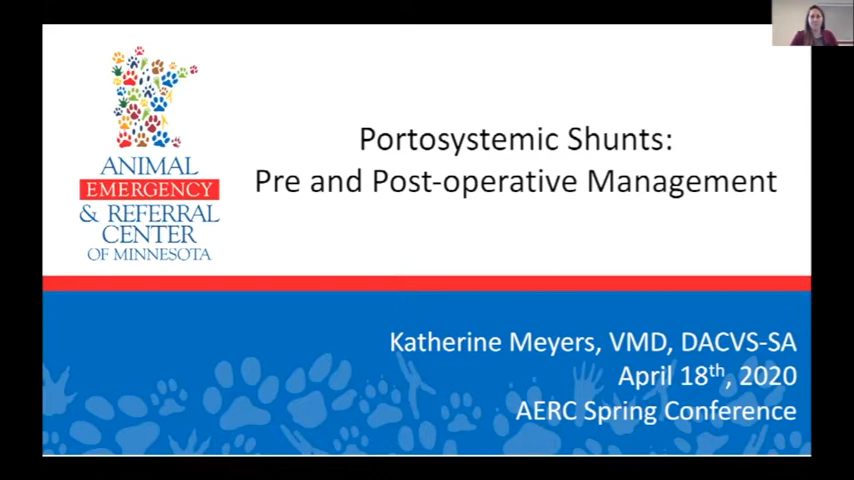 Portosystemic Shunts:
Pre and Post-operative Management
ANIMAL
EMERGENCY
& REFERRAL
CENTER
OF MINNESOTA
Katherine Meyers, VMD, DACVS-SA
April 18th, 2020
AERC Spring Conference